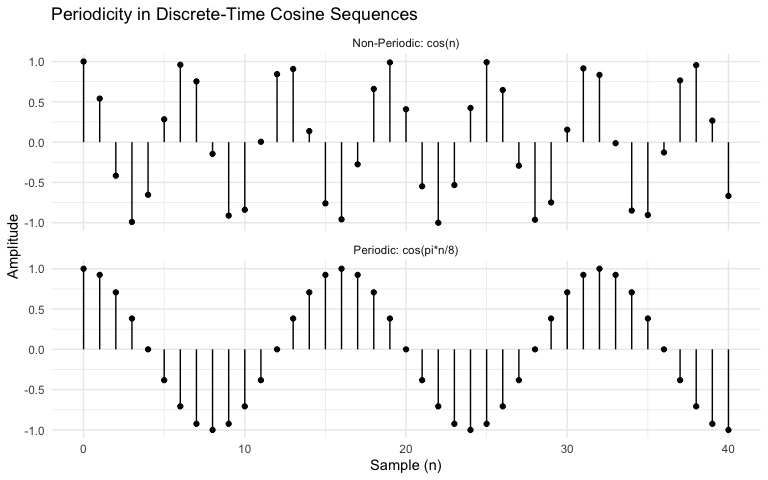 Periodicity in Discrete-Time Cosine Sequences
Non-Periodic: cos(n)
1.0
0.5
0.0
-0.5
-1.0
Amplitude
Periodic: cos(pi*n/8)
1.0
0.5
0.0
-0.5
-1.0
0 10 20 30 40
Sample (n)